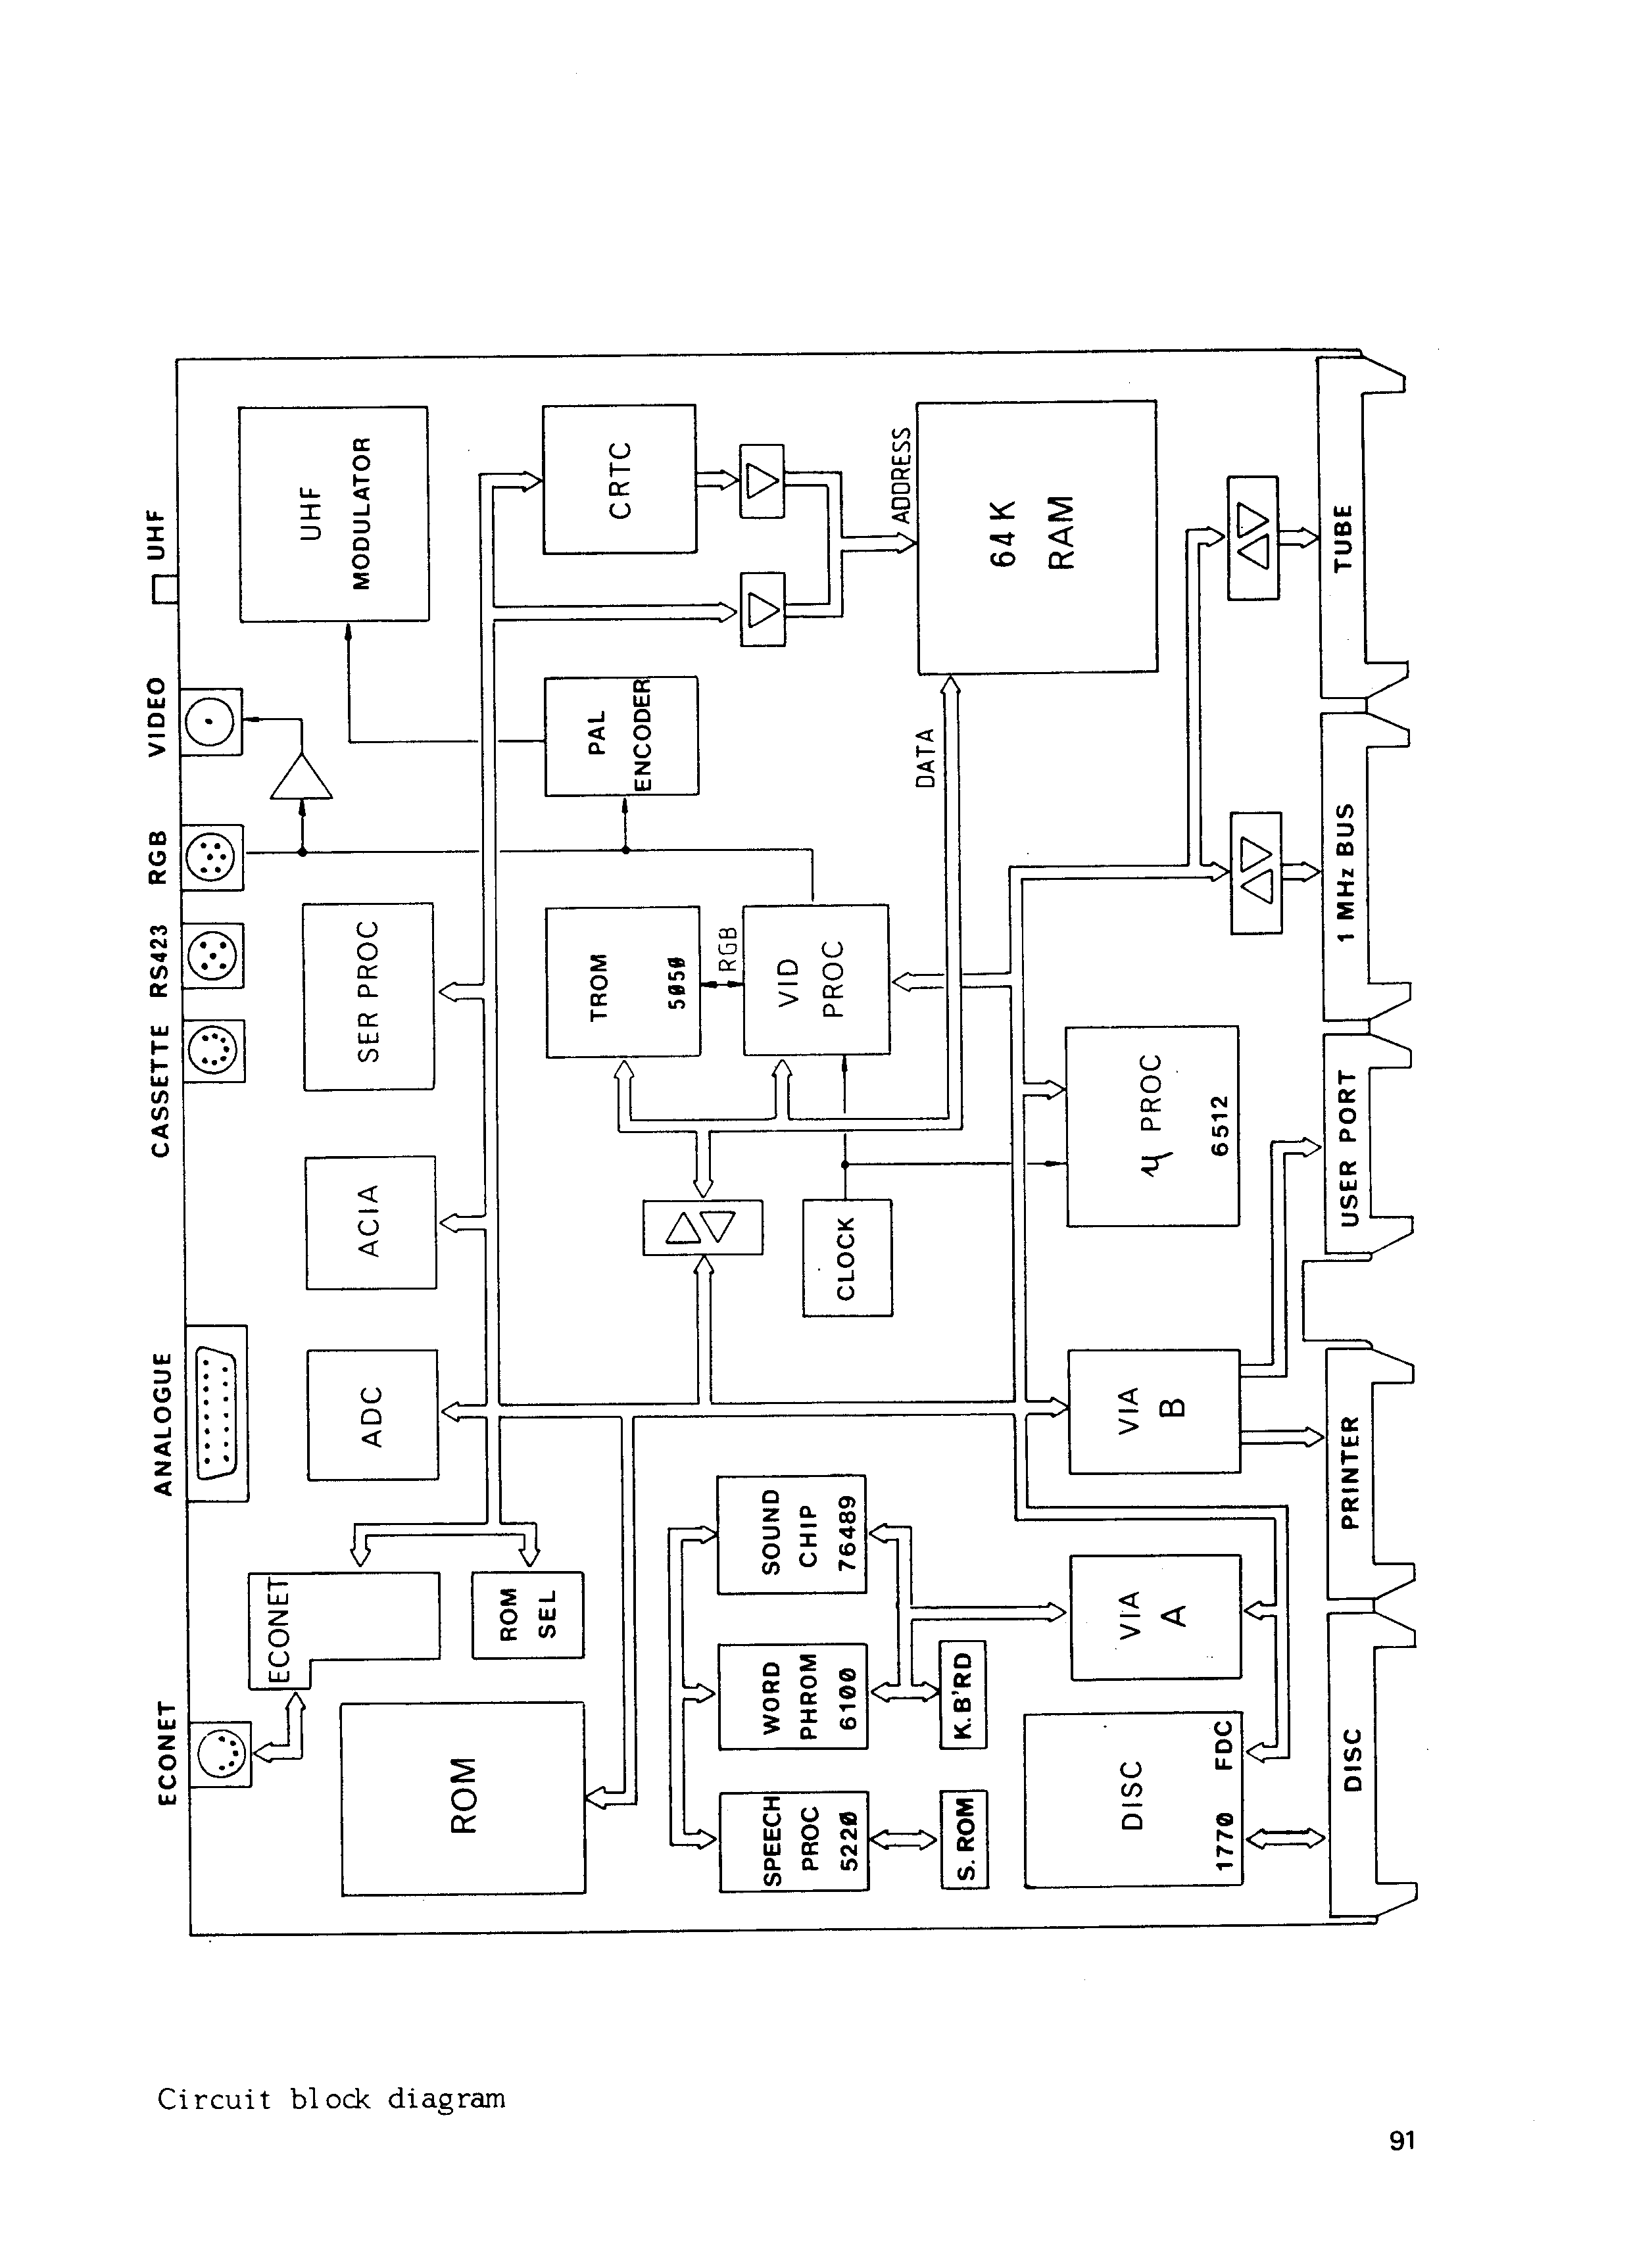 ECONET
ANALOGUE
CASSETTE
RS423
RGB
VIDEO
UHF
ROM
ECONET
ROM
SEL
ADC
ACIA
SER PROC
UHF
MODULATOR
PAL
ENCODER
CRTC
TROM
5050
RGB
VID
PROC
CLOCK
SPEECH
PROC
5220
WORD
PHROM
6100
SOUND
CHIP
76489
S. ROM
K.B'RD
DATA
ADDRESS
64K
RAM
DISC
1770 FDC
VIA
A
VIA
B
µ PROC
6512
DISC
PRINTER
USER PORT
1 MHz BUS
TUBE
Circuit block diagram
91